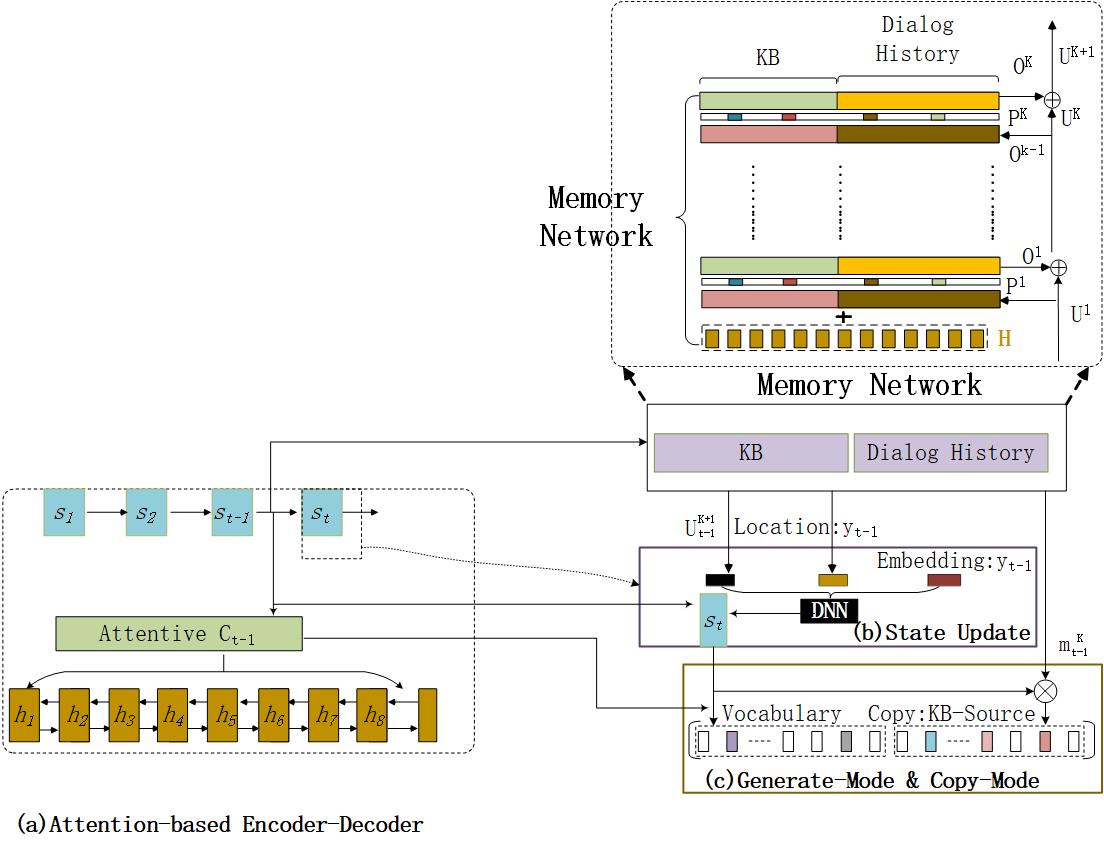 Dialog
History
KB
O^K
U^{K+1}
P^K
U^K
O^{k-1}
Memory
Network
O^1
P^1
U^1
+
H
Memory Network
KB
Dialog History
s_1
s_2
s_{t-1}
s_t
U_{t-1}^{K+1}
Location:y_{t-1}
Embedding:y_{t-1}
DNN
s_t
(b)State Update
Attentive C_{t-1}
m_{t-1}^K
h_1
h_2
h_3
h_4
h_5
h_6
h_7
h_8
Vocabulary
Copy:KB-Source
(c)Generate-Mode & Copy-Mode
(a)Attention-based Encoder-Decoder